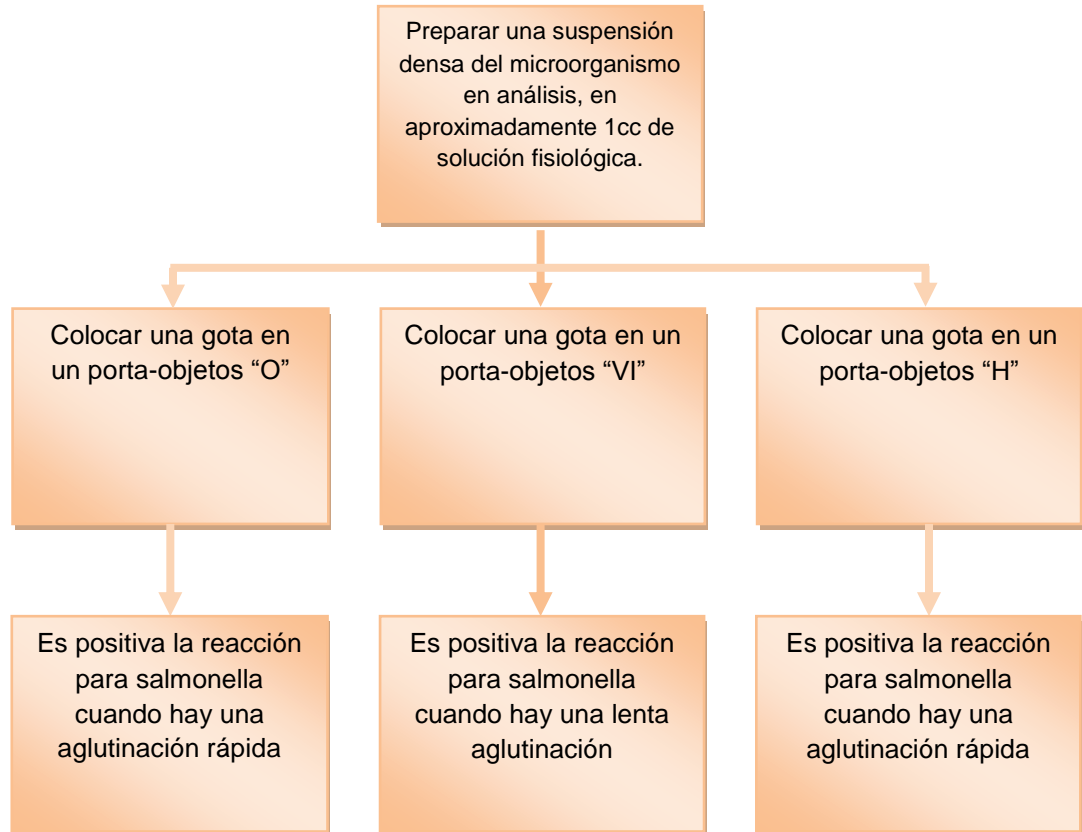 Preparar una suspensión
densa del microorganismo
en análisis, en
aproximadamente 1cc de
solución fisiológica.
Colocar una gota en
un porta-objetos “O”
Colocar una gota en un
porta-objetos “VI”
Colocar una gota en un
porta-objetos “H”
Es positiva la reacción
para salmonella
cuando hay una
aglutinación rápida
Es positiva la reacción
para salmonella
cuando hay una lenta
aglutinación
Es positiva la reacción
para salmonella
cuando hay una
aglutinación rápida